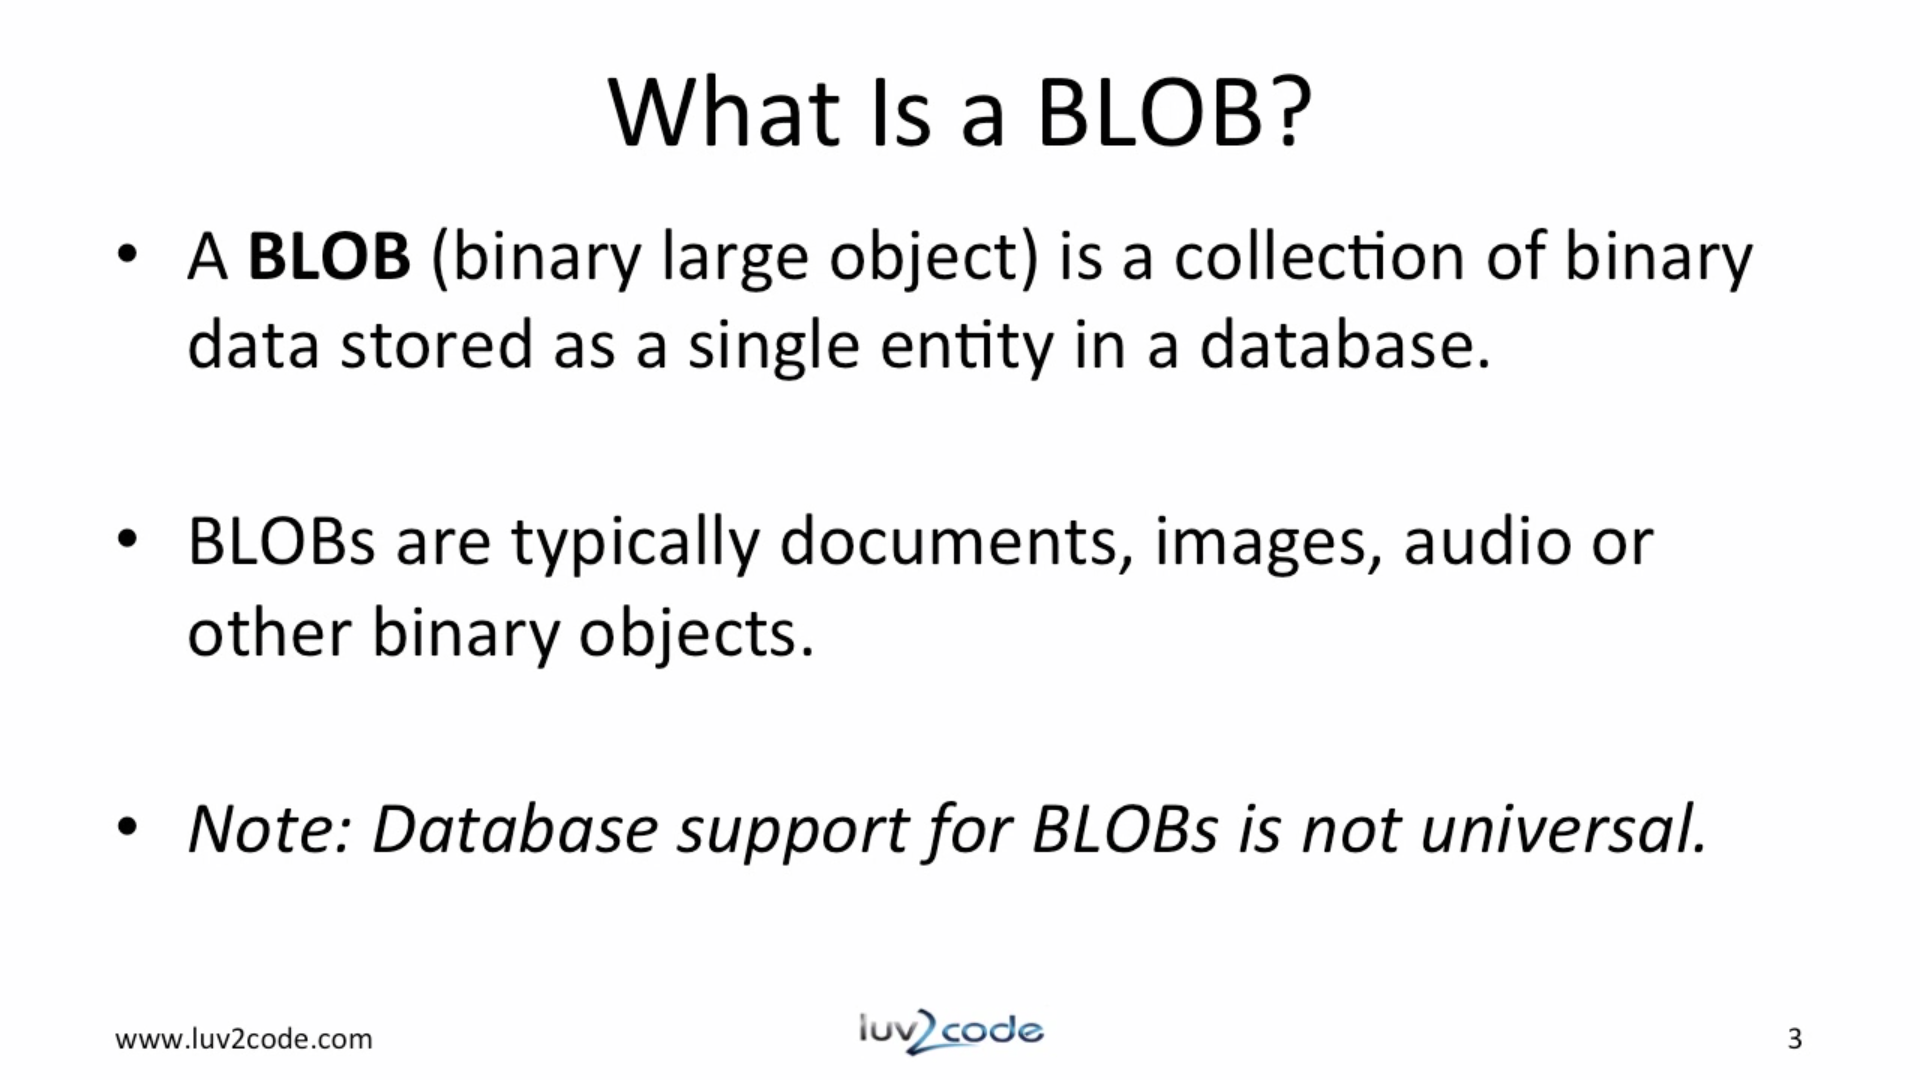 What Is a BLOB?
• A BLOB (binary large object) is a collection of binary
data stored as a single entity in a database.
• BLOBs are typically documents, images, audio or
other binary objects.
• Note: Database support for BLOBs is not universal.
www.luv2code.com
luv2code
3